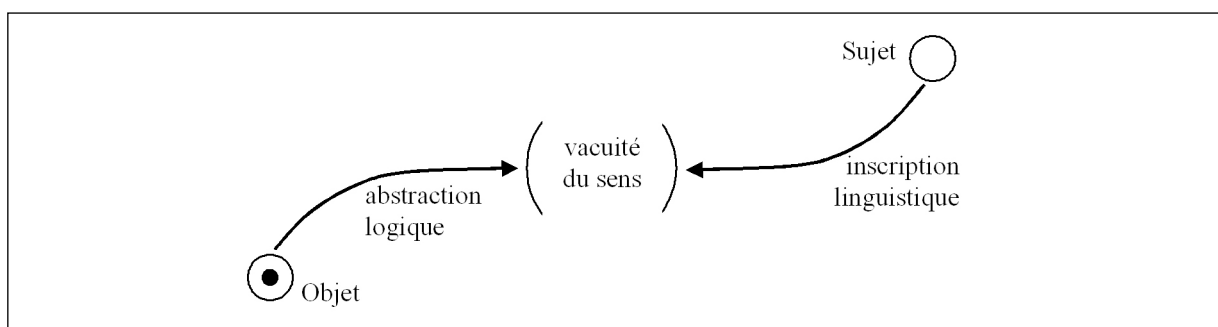 Sujet
vacuité
du sens
inscription
linguistique
abstraction
logique
Objet